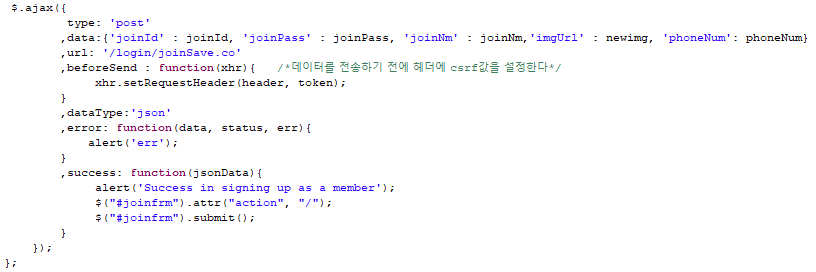 $.ajax({
type: 'post'
,data:{'joinId' : joinId, 'joinPass' : joinPass, 'joinNm' : joinNm,'imgUrl' : newimg, 'phoneNum': phoneNum}
,url: '/login/joinSave.co'
,beforeSend : function(xhr){ /*데이터를 전송하기 전에 헤더에 csrf값을 설정한다*/
xhr.setRequestHeader(header, token);
}
,dataType:'json'
,error: function(data, status, err){
alert('err');
}
,success: function(jsonData){
alert('Success in signing up as a member');
$("#joinfrm").attr("action", "/");
$("#joinfrm").submit();
}
});
};